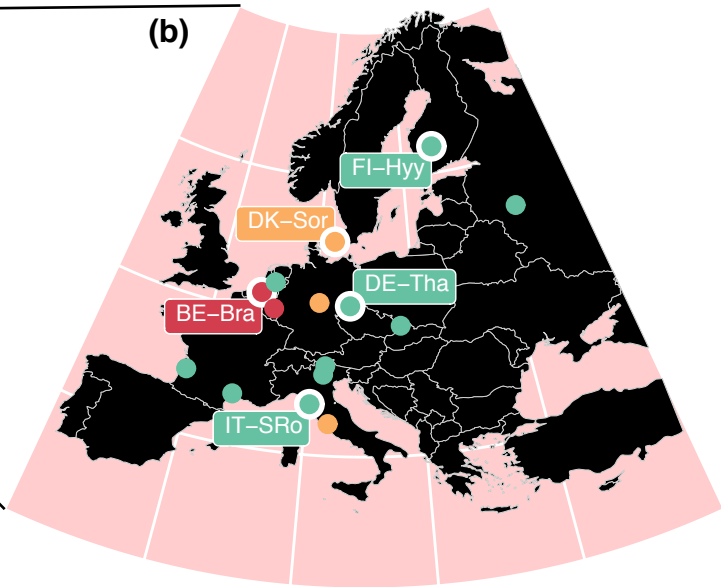 (b)
FI–Hyy
DK–Sor
DE–Tha
BE–Bra
IT–SRo